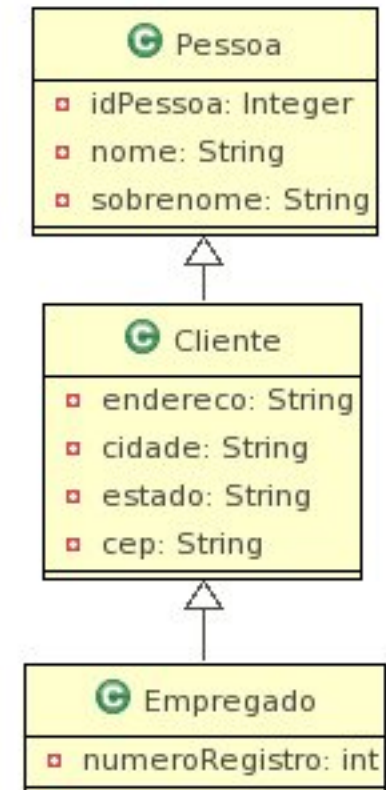 C Pessoa
idPessoa: Integer
nome: String
sobrenome: String
C Cliente
endereco: String
cidade: String
estado: String
cep: String
C Empregado
numeroRegistro: int